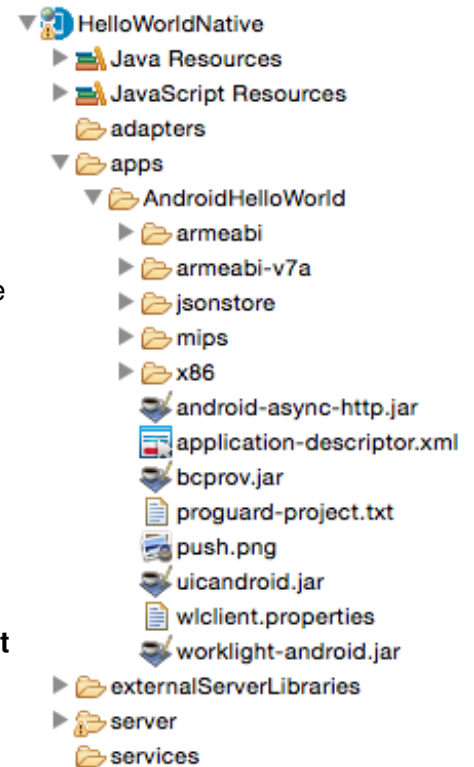 HelloWorldNative
Java Resources
JavaScript Resources
adapters
apps
AndroidHelloWorld
armeabi
armeabi-v7a
e
jsonstore
mips
x86
android-async-http.jar
application-descriptor.xml
bcprov.jar
proguard-project.txt
push.png
uicandroid.jar
wlclient.properties
t
worklight-android.jar
externalServerLibraries
server
services